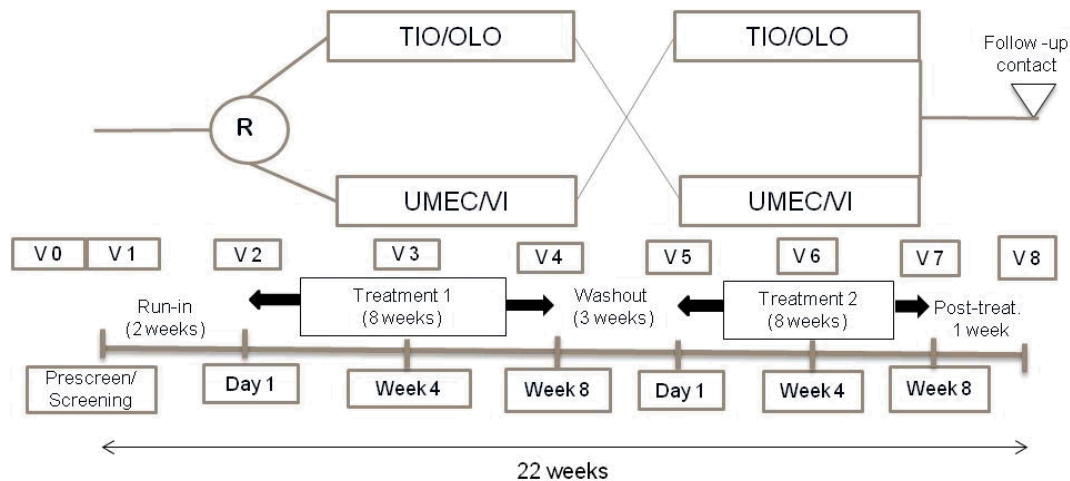 TIO/OLO
TIO/OLO
Follow -up
contact
R
UMEC/VI
UMEC/VI
V 0
V 1
V 2
V 3
V 4
V 5
V 6
V 7
V 8
Run-in
(2 weeks)
Treatment 1
(8 weeks)
Washout
(3 weeks)
Treatment 2
(8 weeks)
Post-treat.
1 week
Prescreen/
Screening
Day 1
Week 4
Week 8
Day 1
Week 4
Week 8
22 weeks